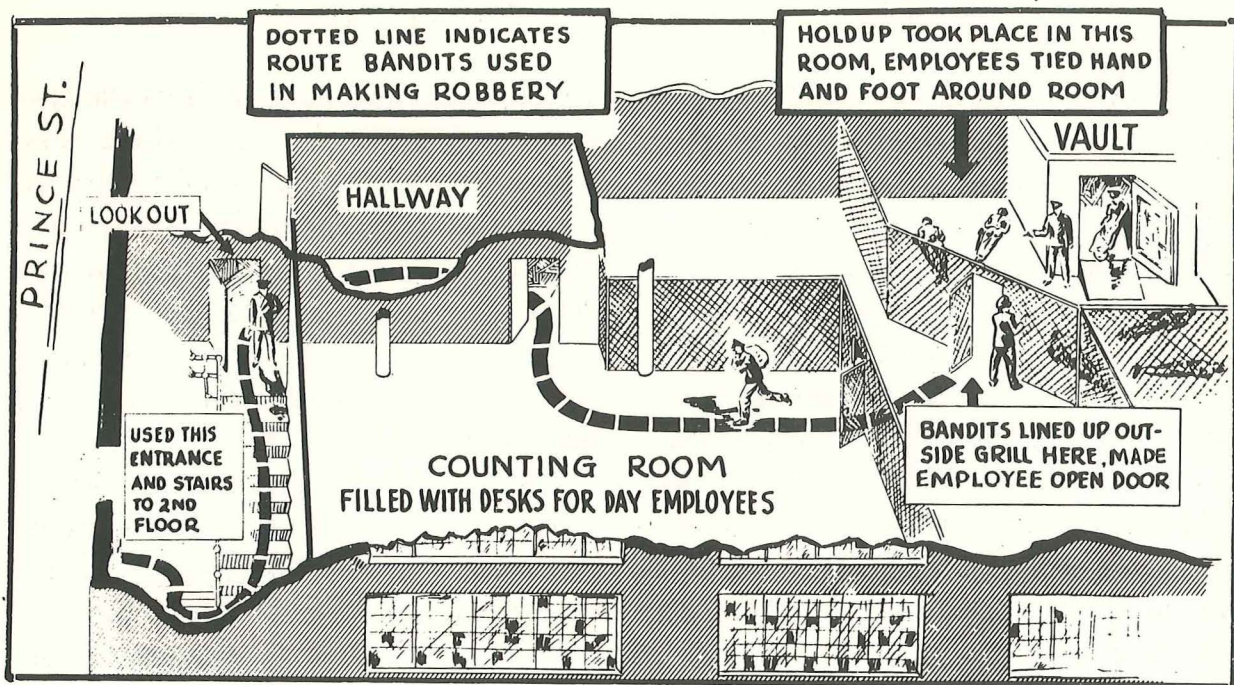 DOTTED LINE INDICATES
ROUTE BANDITS USED
IN MAKING ROBBERY
HOLDUP TOOK PLACE IN THIS
ROOM, EMPLOYEES TIED HAND
AND FOOT AROUND ROOM
PRINCE ST.
LOOK OUT
HALLWAY
VAULT
USED THIS
ENTRANCE
AND STAIRS
TO 2ND
FLOOR
COUNTING ROOM
FILLED WITH DESKS FOR DAY EMPLOYEES
BANDITS LINED UP OUT-
SIDE GRILL HERE, MADE
EMPLOYEE OPEN DOOR